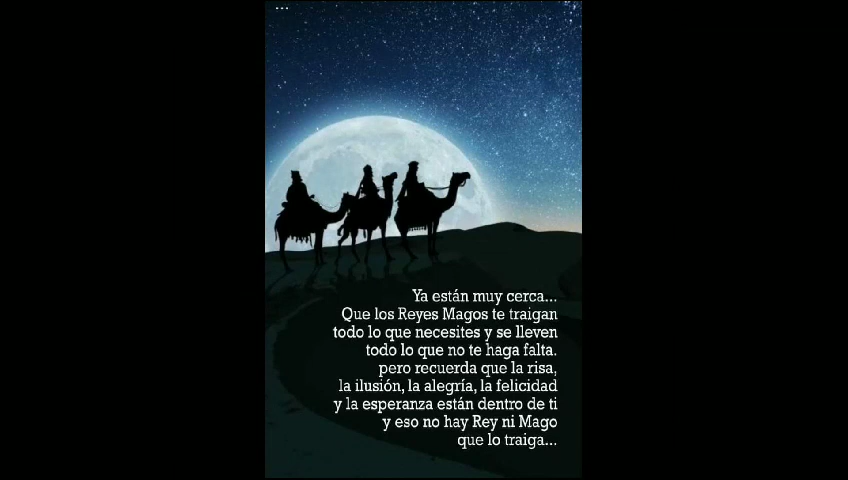 Ya están muy cerca...
Que los Reyes Magos te traigan
todo lo que necesites y se lleven
todo lo que no te haga falta.
pero recuerda que la risa,
la ilusión, la alegría, la felicidad
y la esperanza están dentro de ti
y eso no hay Rey ni Mago
que lo traiga...